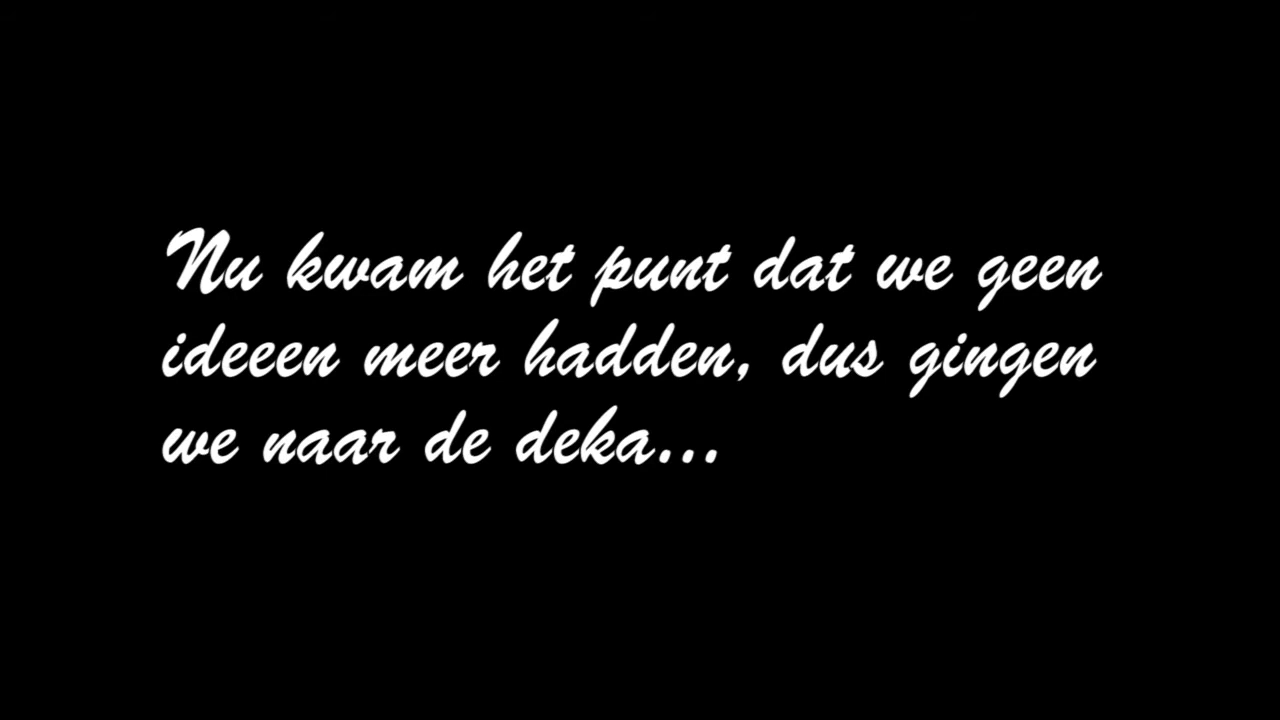 Nu kwam het punt dat we geen
ideeen meer hadden, dus gingen
we naar de deka...